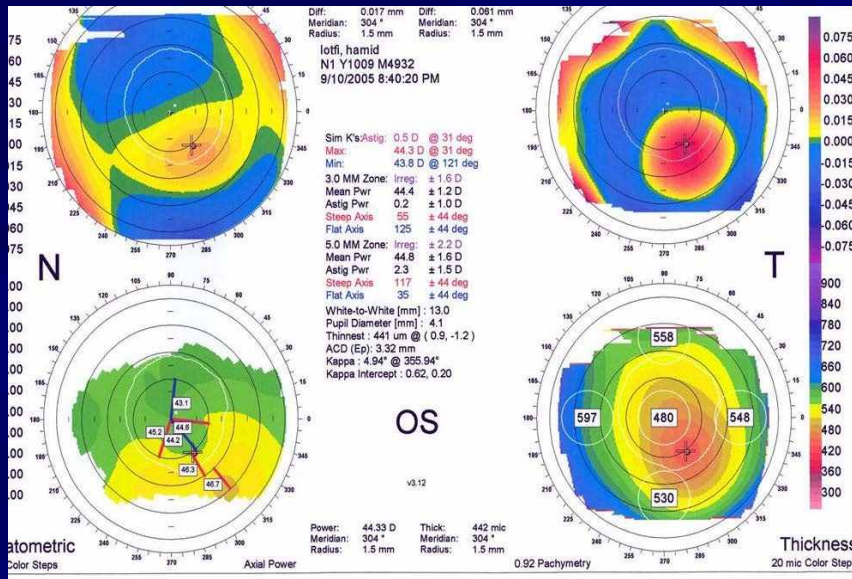 Diff: 0.017 mm
Meridian: 304 °
Radius: 1.5 mm
Diff: 0.061 mm
Meridian: 304 °
Radius: 1.5 mm
lotfi, hamid
N1 Y1009 M4932
9/10/2005 8:40:20 PM
Sim K's:Astig: 0.5 D @ 31 deg
Max: 44.3 D @ 31 deg
Min: 43.8 D @ 121 deg
3.0 MM Zone: Irreg: ± 1.6 D
Mean Pwr 44.4 ± 1.2 D
Astig Pwr 0.2 ± 1.0 D
Steep Axis 55 ± 44 deg
Flat Axis 125 ± 44 deg
5.0 MM Zone: Irreg: ± 2.2 D
Mean Pwr 44.8 ± 1.6 D
Astig Pwr 2.3 ± 1.5 D
Steep Axis 117 ± 44 deg
Flat Axis 35 ± 44 deg
White-to-White [mm] : 13.0
Pupil Diameter [mm] : 4.1
Thinnest : 441 um @ ( 0.9, -1.2 )
ACD (Ep): 3.32 mm
Kappa : 4.94° @ 355.94°
Kappa Intercept : 0.62, 0.20
N
T
OS
v3.12
0.075
0.060
0.045
0.030
0.015
0.000
0.015
0.030
0.045
0.060
-0.075
900
840
780
720
660
600
540
480
420
360
300
43.1
45.2
44.8
44.2
46.3
46.7
558
597
480
548
530
Power: 44.33 D
Meridian: 304 °
Radius: 1.5 mm
Thick: 442 mic
Meridian: 304 °
Radius: 1.5 mm
atometric
Color Steps
Axial Power
0.92 Pachymetry
Thickness
20 mic Color Step